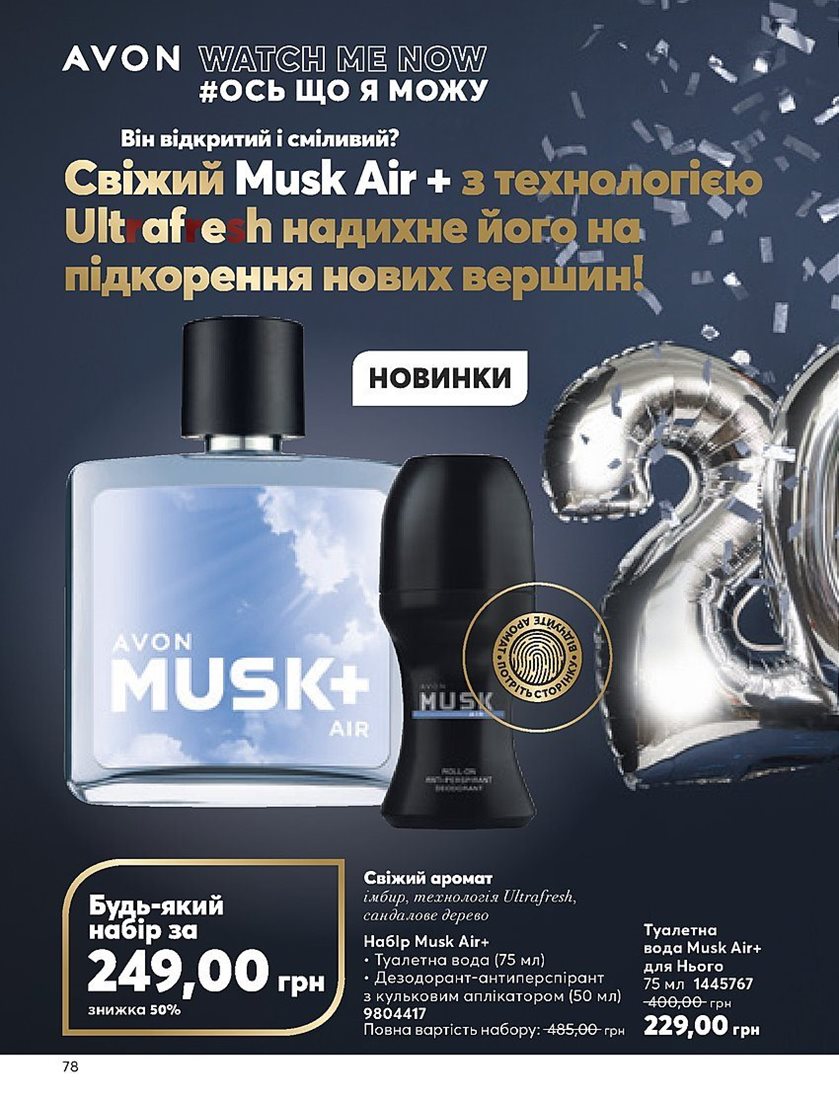 AVON WATCH ME NOW
#ОСЬ ЩО Я МОЖУ
Він відкритий і сміливий?
Свіжий Musk Air + з технологією
Ultrafresh надихне його на
підкорення нових вершин!
НОВИНКИ
AVON
MUSK+
AIR
AVON
MUSK
AIR
ROLL-ON
ANTI-PERSPIRANT
DEODORANT
ВІДЧУЙТЕ АРОМАТ • ПОТРІТЬ СТОРІНКУ •
Будь-який
набір за
249,00 грн
знижка 50%
Свіжий аромат
імбир, технологія Ultrafresh,
сандалове дерево
НабІр Musk Air+
• Туалетна вода (75 мл)
• Дезодорант-антиперспірант
з кульковим аплікатором (50 мл)
9804417
Повна вартість набору: 485,00 грн
Туалетна
вода Musk Air+
для Нього
75 мл 1445767
400,00 грн
229,00 грн
78